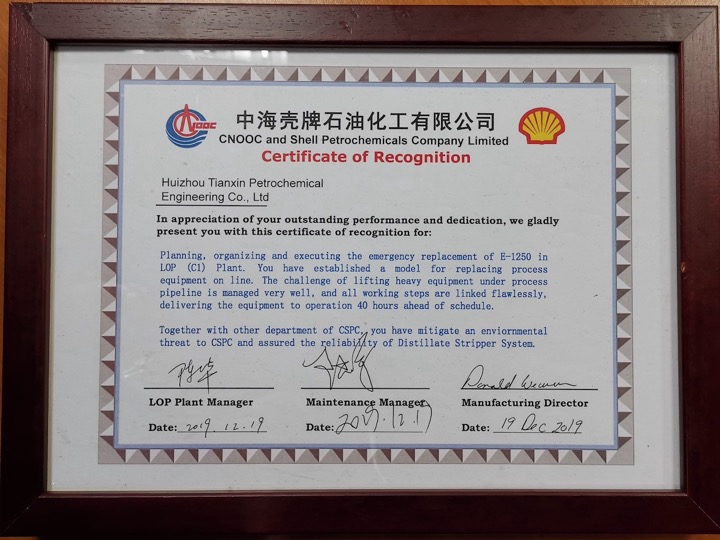 CNOOC
中海壳牌石油化工有限公司
CNOOC and Shell Petrochemicals Company Limited
Certificate of Recognition
Huizhou Tianxin Petrochemical
Engineering Co., Ltd
In appreciation of your outstanding performance and dedication, we gladly
present you with this certificate of recognition for:
Planning, organizing and executing the emergency replacement of E-1250 in
LOP (C1) Plant. You have established a model for replacing process
equipment on line. The challenge of lifting heavy equipment under process
pipeline is managed very well, and all working steps are linked flawlessly,
delivering the equipment to operation 40 hours ahead of schedule.
Together with other department of CSPC, you have mitigate an enviornmental
threat to CSPC and assured the reliability of Distillate Stripper System.
Donald
LOP Plant Manager Maintenance Manager Manufacturing Director
Date: 2019.12.19 Date: 2019.12.19 Date: 19 Dec 2019